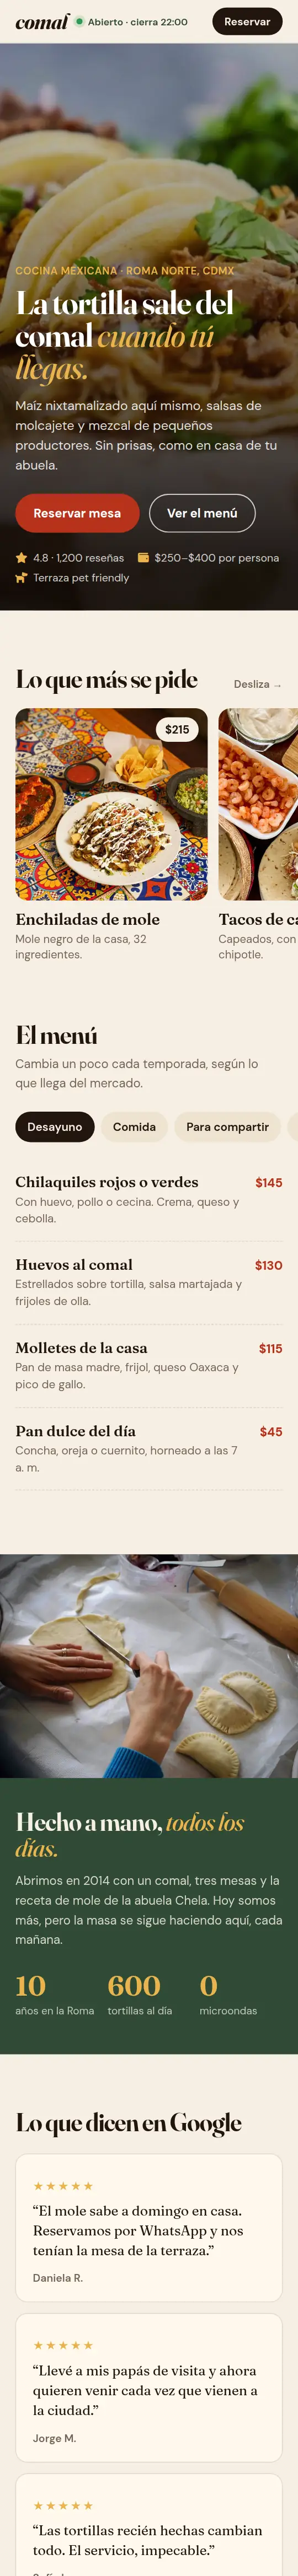 comal
Abierto · cierra 22:00
Reservar
COCINA MEXICANA · ROMA NORTE, CDMX
La tortilla sale del
comal cuando tú
llegas.
Maíz nixtamalizado aquí mismo, salsas de
molcajete y mezcal de pequeños
productores. Sin prisas, como en casa de tu
abuela.
Reservar mesa
Ver el menú
4.8 · 1,200 reseñas
$250–$400 por persona
Terraza pet friendly
Lo que más se pide
Desliza →
$215
Enchiladas de mole
Mole negro de la casa, 32
ingredientes.
Tacos de ca
Capeados, con
chipotle.
El menú
Cambia un poco cada temporada, según lo
que llega del mercado.
Desayuno
Comida
Para compartir
Chilaquiles rojos o verdes
$145
Con huevo, pollo o cecina. Crema, queso y
cebolla.
Huevos al comal
$130
Estrellados sobre tortilla, salsa martajada y
frijoles de olla.
Molletes de la casa
$115
Pan de masa madre, frijol, queso Oaxaca y
pico de gallo.
Pan dulce del día
$45
Concha, oreja o cuernito, horneado a las 7
a. m.
Hecho a mano, todos los
días.
Abrimos en 2014 con un comal, tres mesas y la
receta de mole de la abuela Chela. Hoy somos
más, pero la masa se sigue haciendo aquí, cada
mañana.
10
años en la Roma
600
tortillas al día
0
microondas
Lo que dicen en Google
★★★★★
“El mole sabe a domingo en casa.
Reservamos por WhatsApp y nos
tenían la mesa de la terraza.”
Daniela R.
★★★★★
“Llevé a mis papás de visita y ahora
quieren venir cada vez que vienen a
la ciudad.”
Jorge M.
★★★★★
“Las tortillas recién hechas cambian
todo. El servicio, impecable.”